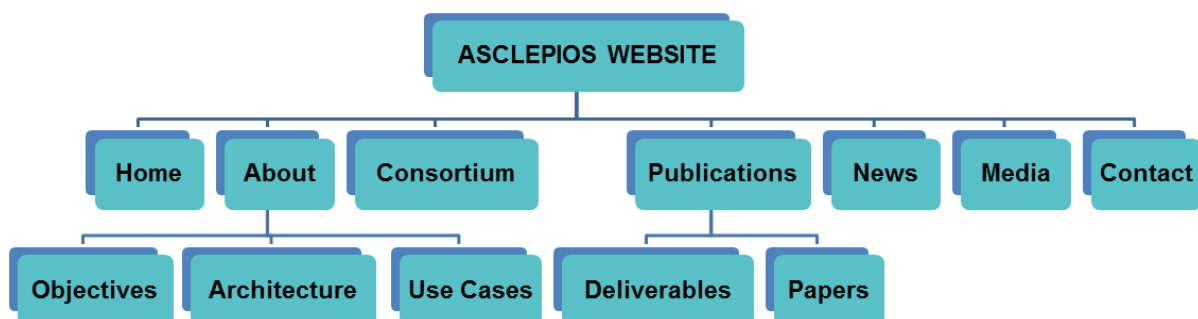 ASCLEPIOS WEBSITE
Home
About
Consortium
Publications
News
Media
Contact
Objectives
Architecture
Use Cases
Deliverables
Papers